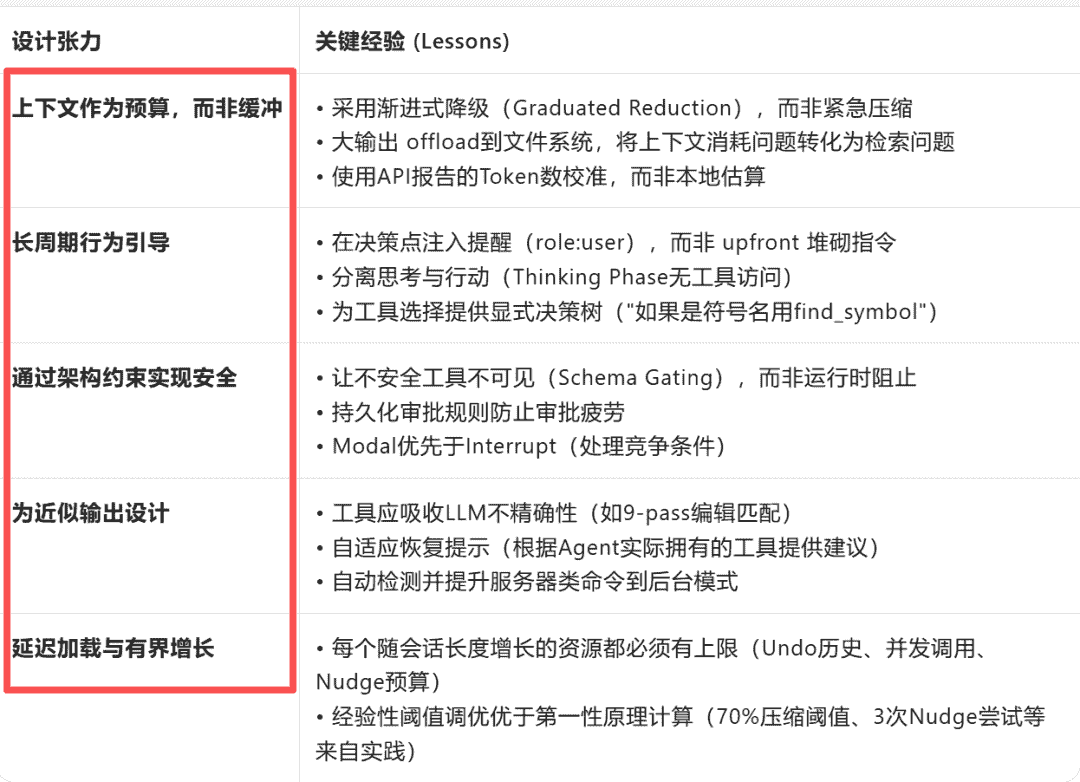 设计张力
关键经验 (Lessons)
上下文作为预算，而非缓冲
• 采用渐进式降级（Graduated Reduction），而非紧急压缩
• 大输出 offload到文件系统，将上下文消耗问题转化为检索问题
• 使用API报告的Token数校准，而非本地估算
长周期行为引导
• 在决策点注入提醒（role:user），而非 upfront 堆砌指令
• 分离思考与行动（Thinking Phase无工具访问）
• 为工具选择提供显式决策树（"如果是符号名用find_symbol"）
通过架构约束实现安全
• 让不安全工具不可见（Schema Gating），而非运行时阻止
• 持久化审批规则防止审批疲劳
• Modal优先于Interrupt（处理竞争条件）
为近似输出设计
• 工具应吸收LLM不精确性（如9-pass编辑匹配）
• 自适应恢复提示（根据Agent实际拥有的工具提供建议）
• 自动检测并提升服务器类命令到后台模式
延迟加载与有界增长
• 每个随会话长度增长的资源都必须有上限（Undo历史、并发调用、
Nudge预算）
• 经验性阈值调优优于第一性原理计算（70%压缩阈值、3次Nudge尝试等
来自实践）